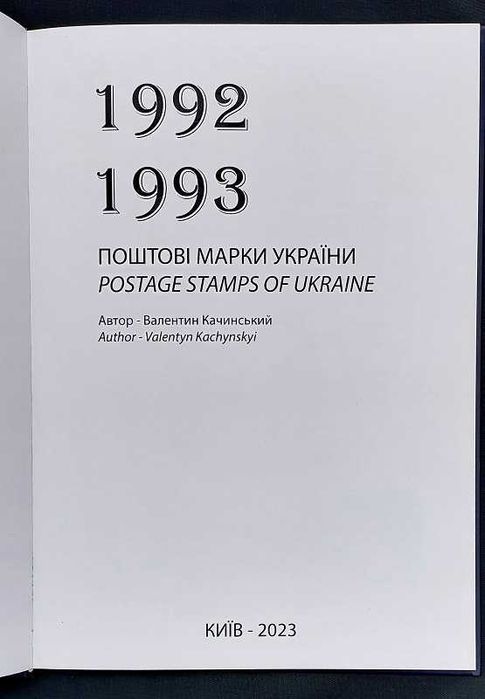 1992
1993
ПОШТОВІ МАРКИ УКРАЇНИ
POSTAGE STAMPS OF UKRAINE
Автор - Валентин Качинський
Author - Valentyn Kachynskyi
КИЇВ - 2023